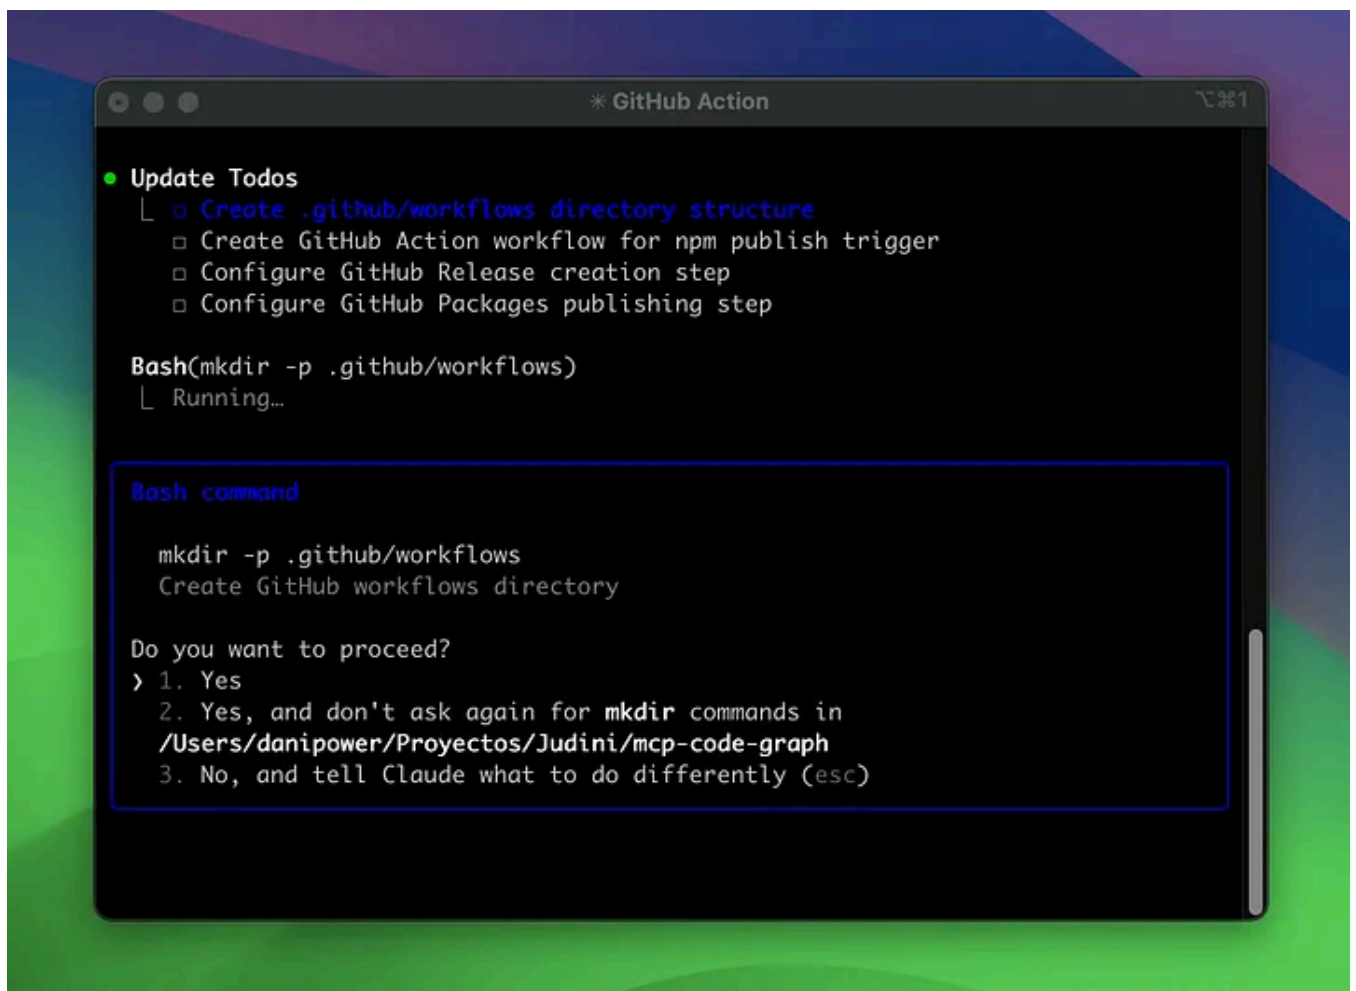 ✳ GitHub Action
⌥⌘1
● Update Todos
⎿ ☐ Create .github/workflows directory structure
☐ Create GitHub Action workflow for npm publish trigger
☐ Configure GitHub Release creation step
☐ Configure GitHub Packages publishing step
Bash(mkdir -p .github/workflows)
⎿ Running…
Bash command
mkdir -p .github/workflows
Create GitHub workflows directory
Do you want to proceed?
❯ 1. Yes
2. Yes, and don't ask again for mkdir commands in
/Users/danipower/Proyectos/Judini/mcp-code-graph
3. No, and tell Claude what to do differently (esc)